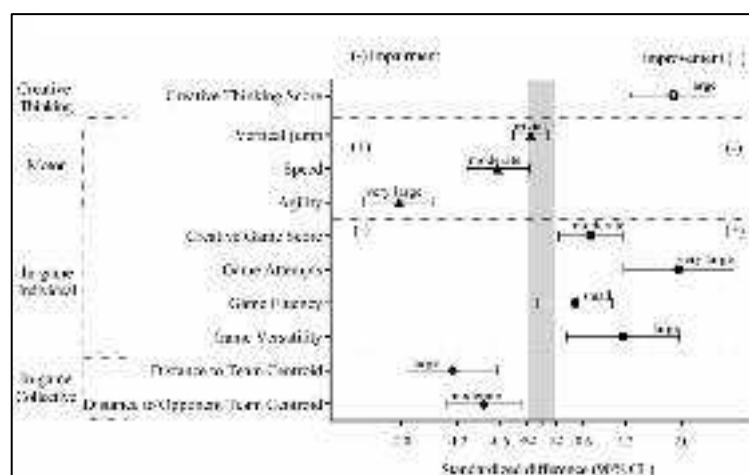 (-) Impairment
Improvement (+)
Creative
Thinking
Creative Thinking Score
large
Motor
Vertical jump
(+)
(-)
Speed
moderate
Agility
very large
In-game
Individual
Creative Game Score
moderate
(-)
(+)
Game Attempts
very large
Game Fluency
small
Game Versatility
large
In-game
Collective
Distance to Team Centroid
large
Distance to Opponent Team Centroid
moderate
Standardized difference (90% CL)